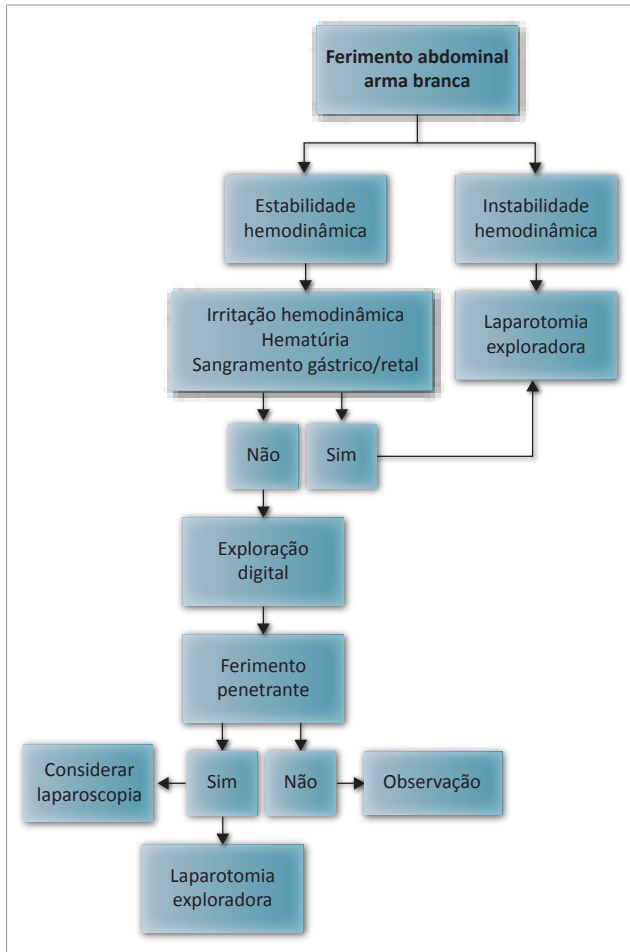 Ferimento abdominal
arma branca
Estabilidade
hemodinâmica
Instabilidade
hemodinâmica
Irritação hemodinâmica
Hematúria
Sangramento gástrico/retal
Laparotomia
exploradora
Não
Sim
Exploração
digital
Ferimento
penetrante
Considerar
laparoscopia
Sim
Não
Observação
Laparotomia
exploradora